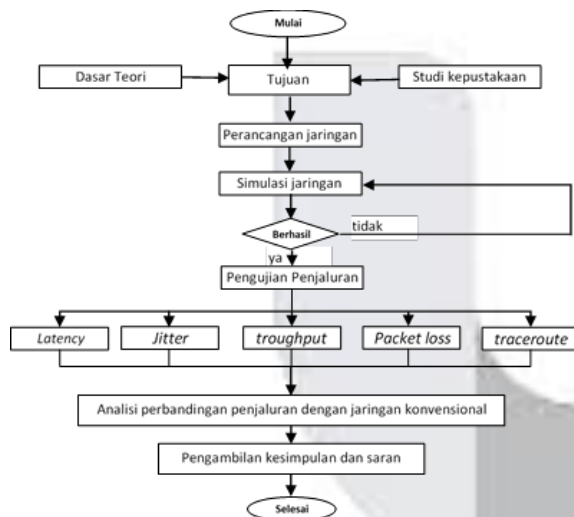 Mulai
Dasar Teori
Tujuan
Studi kepustakaan
Perancangan jaringan
Simulasi jaringan
Berhasil
tidak
ya
Pengujian Penjaluran
Latency
Jitter
troughput
Packet loss
traceroute
Analisi perbandingan penjaluran dengan jaringan konvensional
Pengambilan kesimpulan dan saran
Selesai